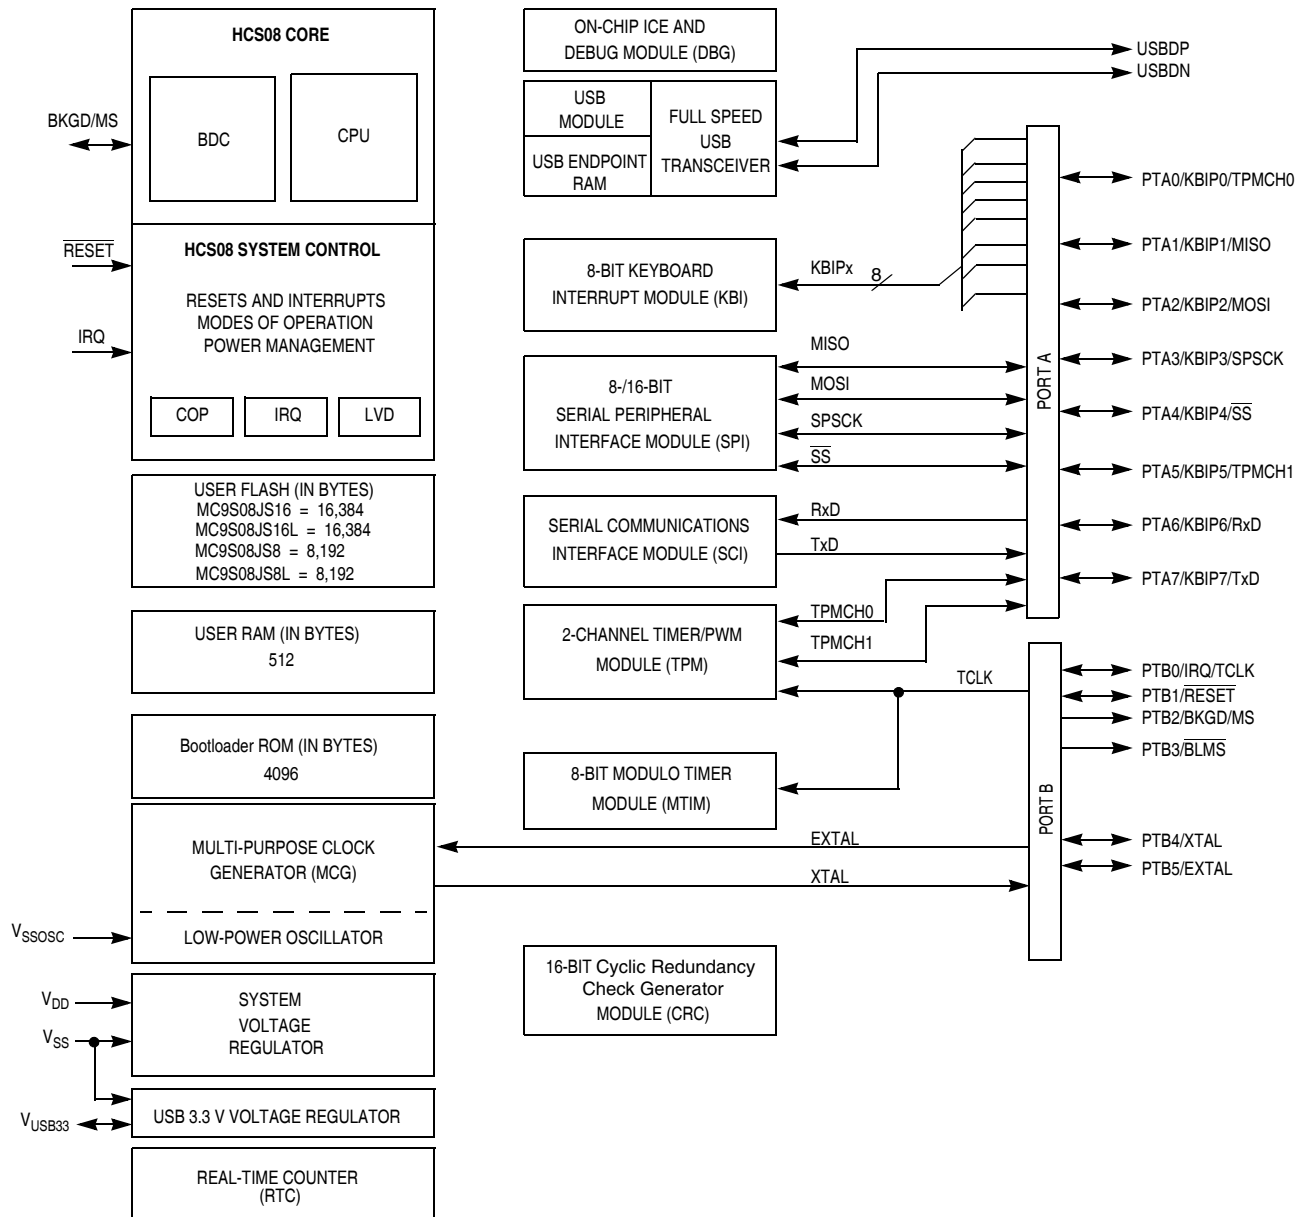 HCS08 CORE
BDC
CPU
BKGD/MS
HCS08 SYSTEM CONTROL
RESET
RESETS AND INTERRUPTS
MODES OF OPERATION
POWER MANAGEMENT
IRQ
COP
IRQ
LVD
USER FLASH (IN BYTES)
MC9S08JS16 = 16,384
MC9S08JS16L = 16,384
MC9S08JS8 = 8,192
MC9S08JS8L = 8,192
USER RAM (IN BYTES)
512
Bootloader ROM (IN BYTES)
4096
MULTI-PURPOSE CLOCK
GENERATOR (MCG)
LOW-POWER OSCILLATOR
VSSOSC
VDD
VSS
SYSTEM
VOLTAGE
REGULATOR
VUSB33
USB 3.3 V VOLTAGE REGULATOR
REAL-TIME COUNTER
(RTC)
ON-CHIP ICE AND
DEBUG MODULE (DBG)
USB
MODULE
USB ENDPOINT
RAM
FULL SPEED
USB
TRANSCEIVER
USBDP
USBDN
8-BIT KEYBOARD
INTERRUPT MODULE (KBI)
KBIPx
8
8-/16-BIT
SERIAL PERIPHERAL
INTERFACE MODULE (SPI)
MISO
MOSI
SPSCK
SS
SERIAL COMMUNICATIONS
INTERFACE MODULE (SCI)
RxD
TxD
2-CHANNEL TIMER/PWM
MODULE (TPM)
TPMCH0
TPMCH1
TCLK
8-BIT MODULO TIMER
MODULE (MTIM)
EXTAL
XTAL
16-BIT Cyclic Redundancy
Check Generator
MODULE (CRC)
PORT A
PTA0/KBIP0/TPMCH0
PTA1/KBIP1/MISO
PTA2/KBIP2/MOSI
PTA3/KBIP3/SPSCK
PTA4/KBIP4/SS
PTA5/KBIP5/TPMCH1
PTA6/KBIP6/RxD
PTA7/KBIP7/TxD
PORT B
PTB0/IRQ/TCLK
PTB1/RESET
PTB2/BKGD/MS
PTB3/BLMS
PTB4/XTAL
PTB5/EXTAL